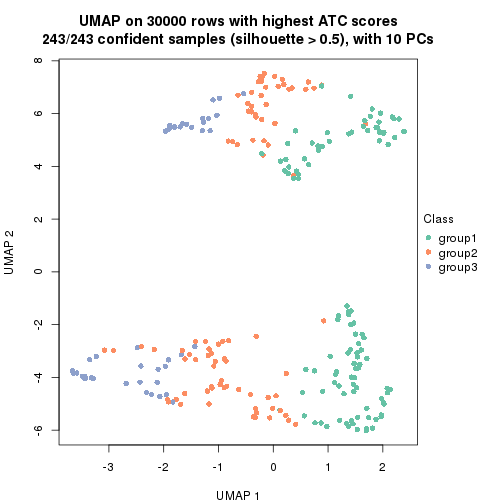 UMAP on 30000 rows with highest ATC scores
243/243 confident samples (silhouette > 0.5), with 10 PCs
8
6
4
2
0
-2
-4
-6
UMAP 2
-3 -2 -1 0 1 2
UMAP 1
Class
group1
group2
group3